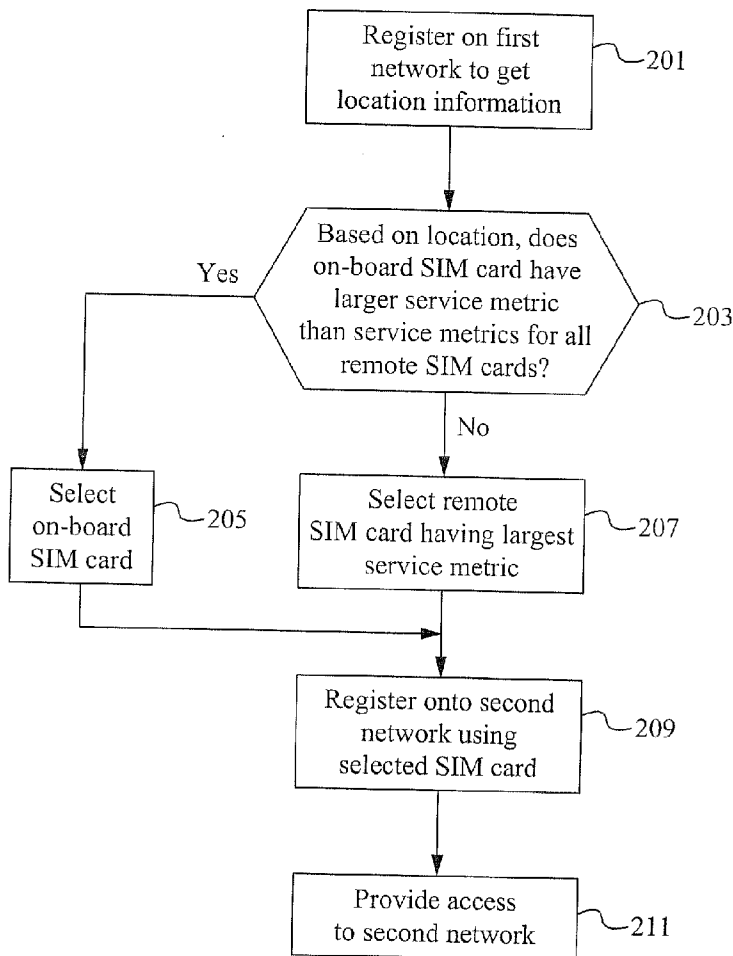 Register on first
network to get
location information
201
Based on location, does
on-board SIM card have
larger service metric
than service metrics for all
remote SIM cards?
203
Yes
No
Select
on-board
SIM card
205
Select remote
SIM card having largest
service metric
207
Register onto second
network using
selected SIM card
209
Provide access
to second network
211